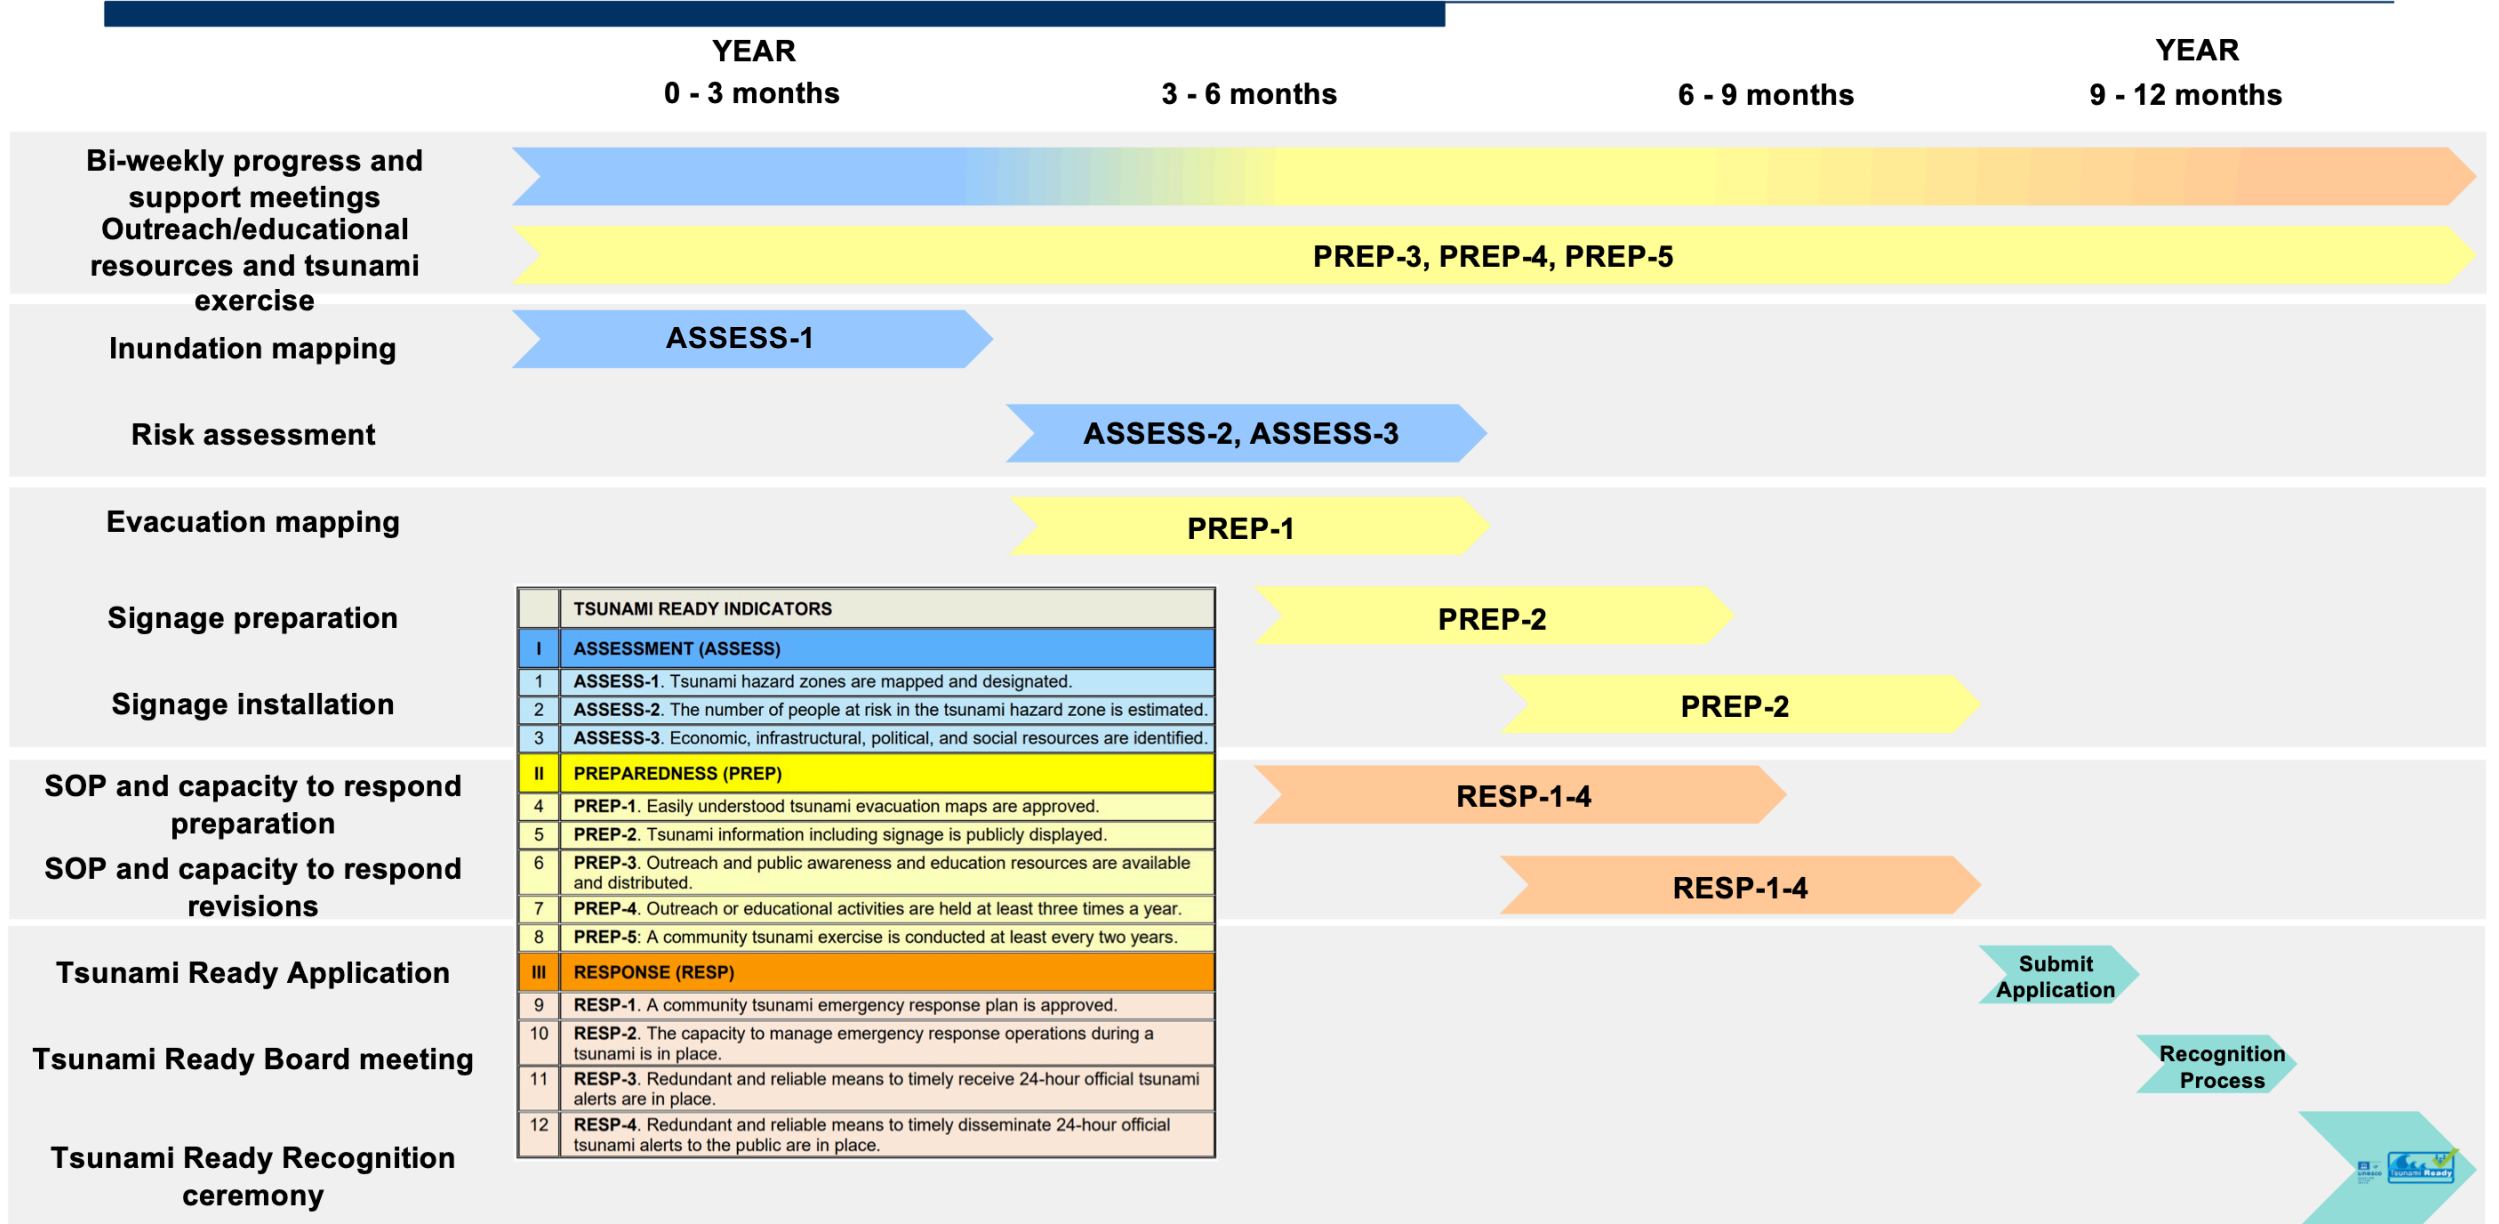 YEAR
YEAR
0 - 3 months
3 - 6 months
6 - 9 months
9 - 12 months
Bi-weekly progress and
support meetings
Outreach/educational
resources and tsunami
exercise
PREP-3, PREP-4, PREP-5
Inundation mapping
ASSESS-1
Risk assessment
ASSESS-2, ASSESS-3
Evacuation mapping
PREP-1
Signage preparation
PREP-2
Signage installation
PREP-2
SOP and capacity to respond
preparation
RESP-1-4
SOP and capacity to respond
revisions
RESP-1-4
Tsunami Ready Application
Submit
Application
Tsunami Ready Board meeting
Recognition
Process
Tsunami Ready Recognition
ceremony
unesco
Tsunami Ready
TSUNAMI READY INDICATORS
I ASSESSMENT (ASSESS)
1 ASSESS-1. Tsunami hazard zones are mapped and designated.
2 ASSESS-2. The number of people at risk in the tsunami hazard zone is estimated.
3 ASSESS-3. Economic, infrastructural, political, and social resources are identified.
II PREPAREDNESS (PREP)
4 PREP-1. Easily understood tsunami evacuation maps are approved.
5 PREP-2. Tsunami information including signage is publicly displayed.
6 PREP-3. Outreach and public awareness and education resources are available
and distributed.
7 PREP-4. Outreach or educational activities are held at least three times a year.
8 PREP-5: A community tsunami exercise is conducted at least every two years.
III RESPONSE (RESP)
9 RESP-1. A community tsunami emergency response plan is approved.
10 RESP-2. The capacity to manage emergency response operations during a
tsunami is in place.
11 RESP-3. Redundant and reliable means to timely receive 24-hour official tsunami
alerts are in place.
12 RESP-4. Redundant and reliable means to timely disseminate 24-hour official
tsunami alerts to the public are in place.